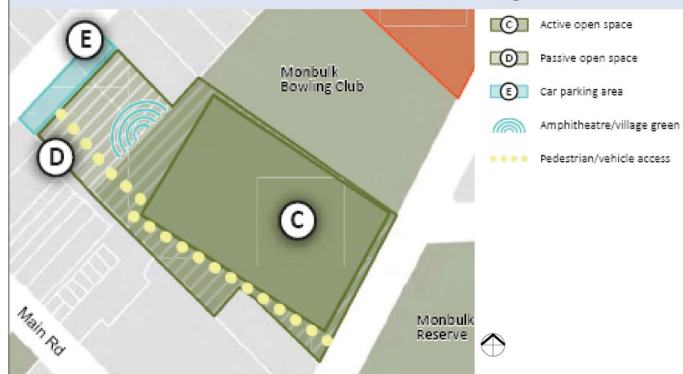 E
Monbulk
Bowling Club
D
C
Monbulk
Reserve
Main Rd
C Active open space
D Passive open space
E Car parking area
Amphitheatre/village green
Pedestrian/vehicle access